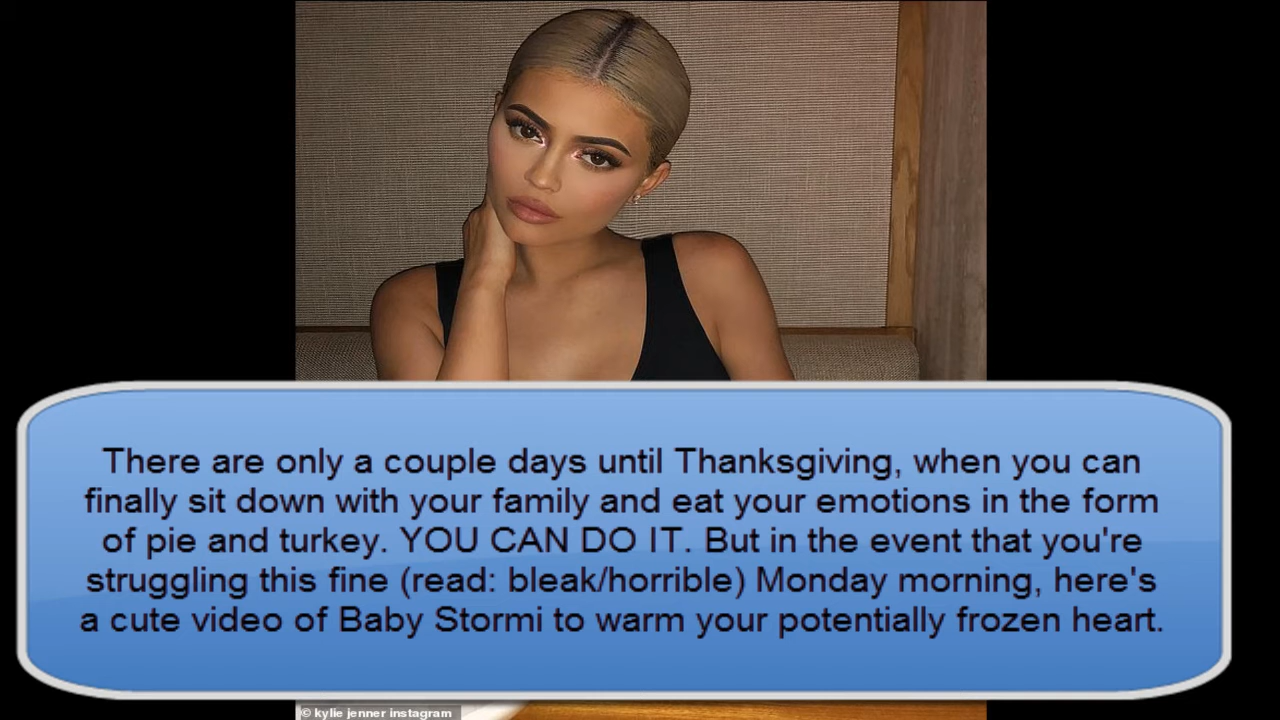 There are only a couple days until Thanksgiving, when you can
finally sit down with your family and eat your emotions in the form
of pie and turkey. YOU CAN DO IT. But in the event that you're
struggling this fine (read: bleak/horrible) Monday morning, here's
a cute video of Baby Stormi to warm your potentially frozen heart.
© kylie jenner instagram